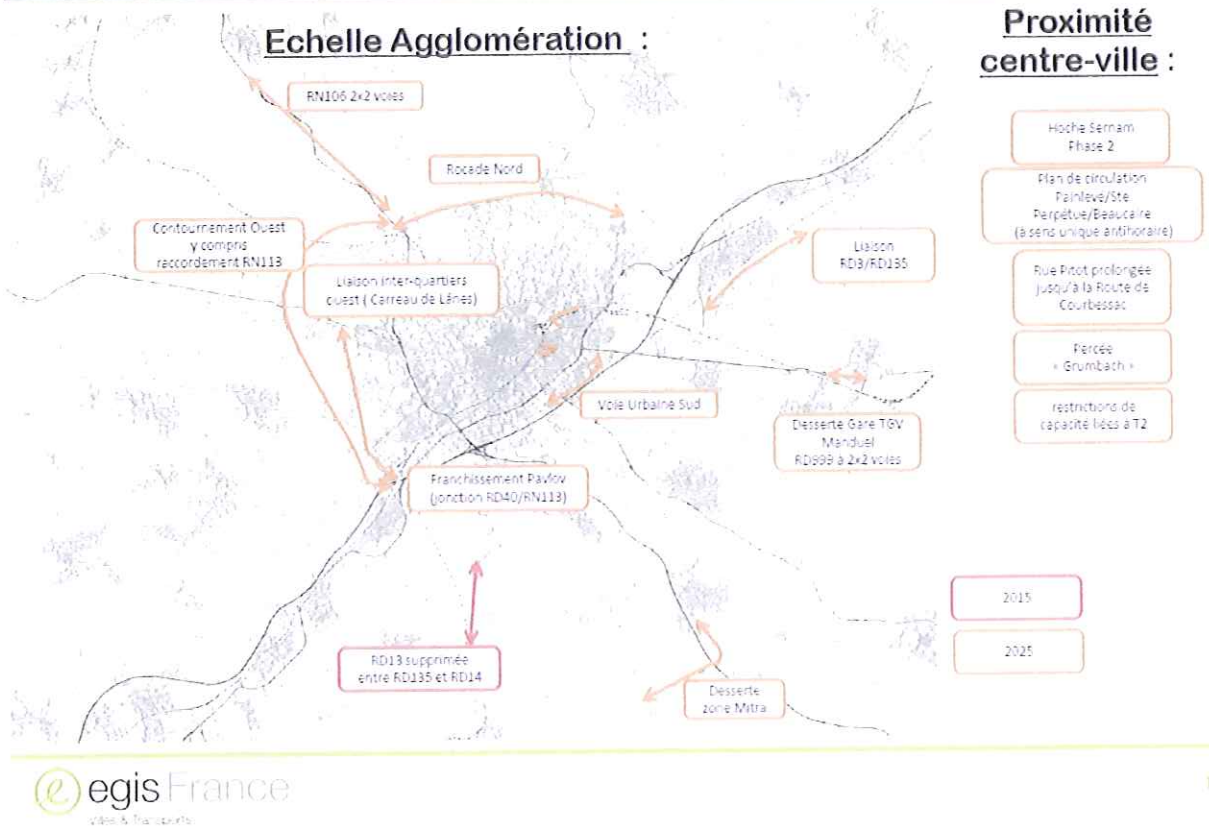 Echelle Agglomération :
Proximité
centre-ville :
RN106 2x2 voies
Rocade Nord
Contournement Ouest
y compris
raccordement RN113
Liaison inter-quartiers
ouest ( Carreau de Lânes)
Liaison
RD3/RD135
Voie Urbaine Sud
Desserte Gare TGV
Manduel
RD999 à 2x2 voies
Franchissement Pavlov
(jonction RD40/RN113)
RD13 supprimée
entre RD135 et RD14
Desserte
zone Mitra
Hoche Sernam
Phase 2
Plan de circulation
Painlevé/Ste
Perpétue/Beaucaire
(à sens unique antihoraire)
Rue Pitot prolongée
jusqu'à la Route de
Courbessac
Percée
« Grumbach »
restrictions de
capacité liées à T2
2015
2025
egis France
Villes & Transports